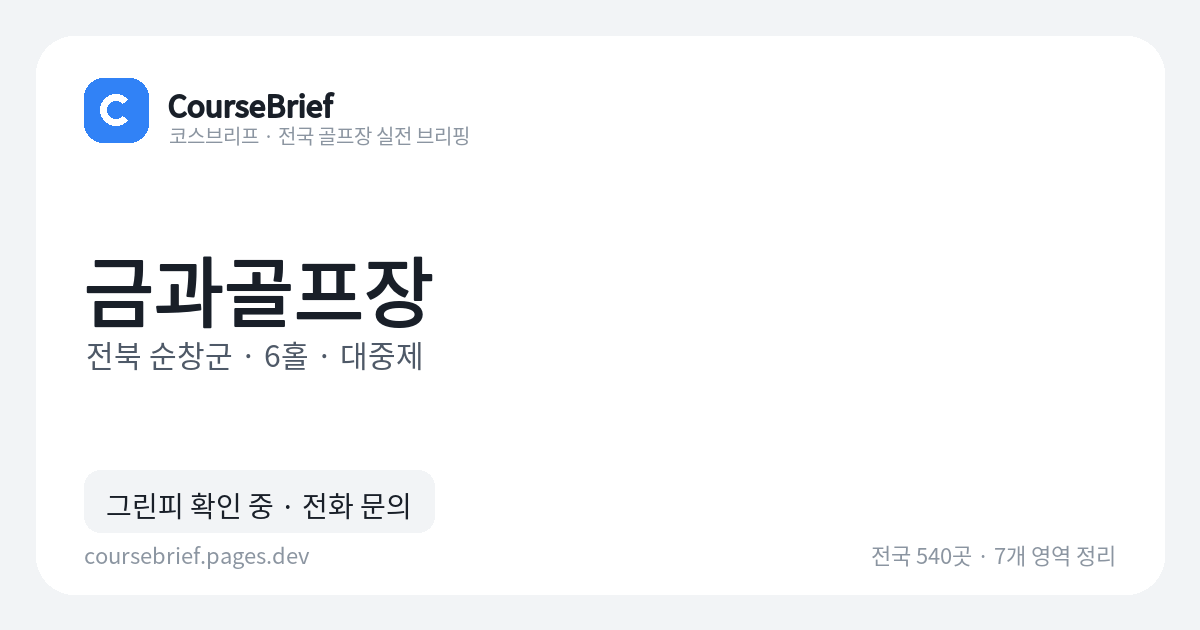 CourseBrief
코스브리프 · 전국 골프장 실전 브리핑
금과골프장
전북 순창군 · 6홀 · 대중제
그린피 확인 중 · 전화 문의
coursebrief.pages.dev
전국 540곳 · 7개 영역 정리